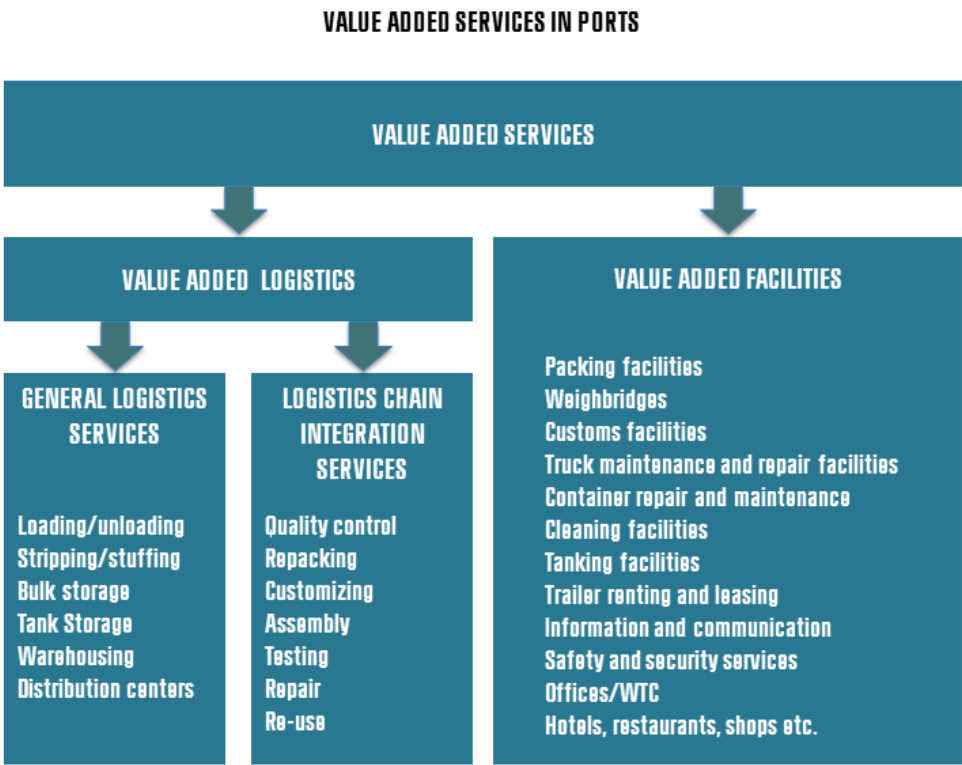 VALUE ADDED SERVICES IN PORTS
VALUE ADDED SERVICES
VALUE ADDED LOGISTICS
GENERAL LOGISTICS
SERVICES
Loading/unloading
Stripping/stuffing
Bulk storage
Tank Storage
Warehousing
Distribution centers
LOGISTICS CHAIN
INTEGRATION
SERVICES
Quality control
Repacking
Customizing
Assembly
Testing
Repair
Re-use
VALUE ADDED FACILITIES
Packing facilities
Weighbridges
Customs facilities
Truck maintenance and repair facilities
Container repair and maintenance
Cleaning facilities
Tanking facilities
Trailer renting and leasing
Information and communication
Safety and security services
Offices/WTC
Hotels, restaurants, shops etc.